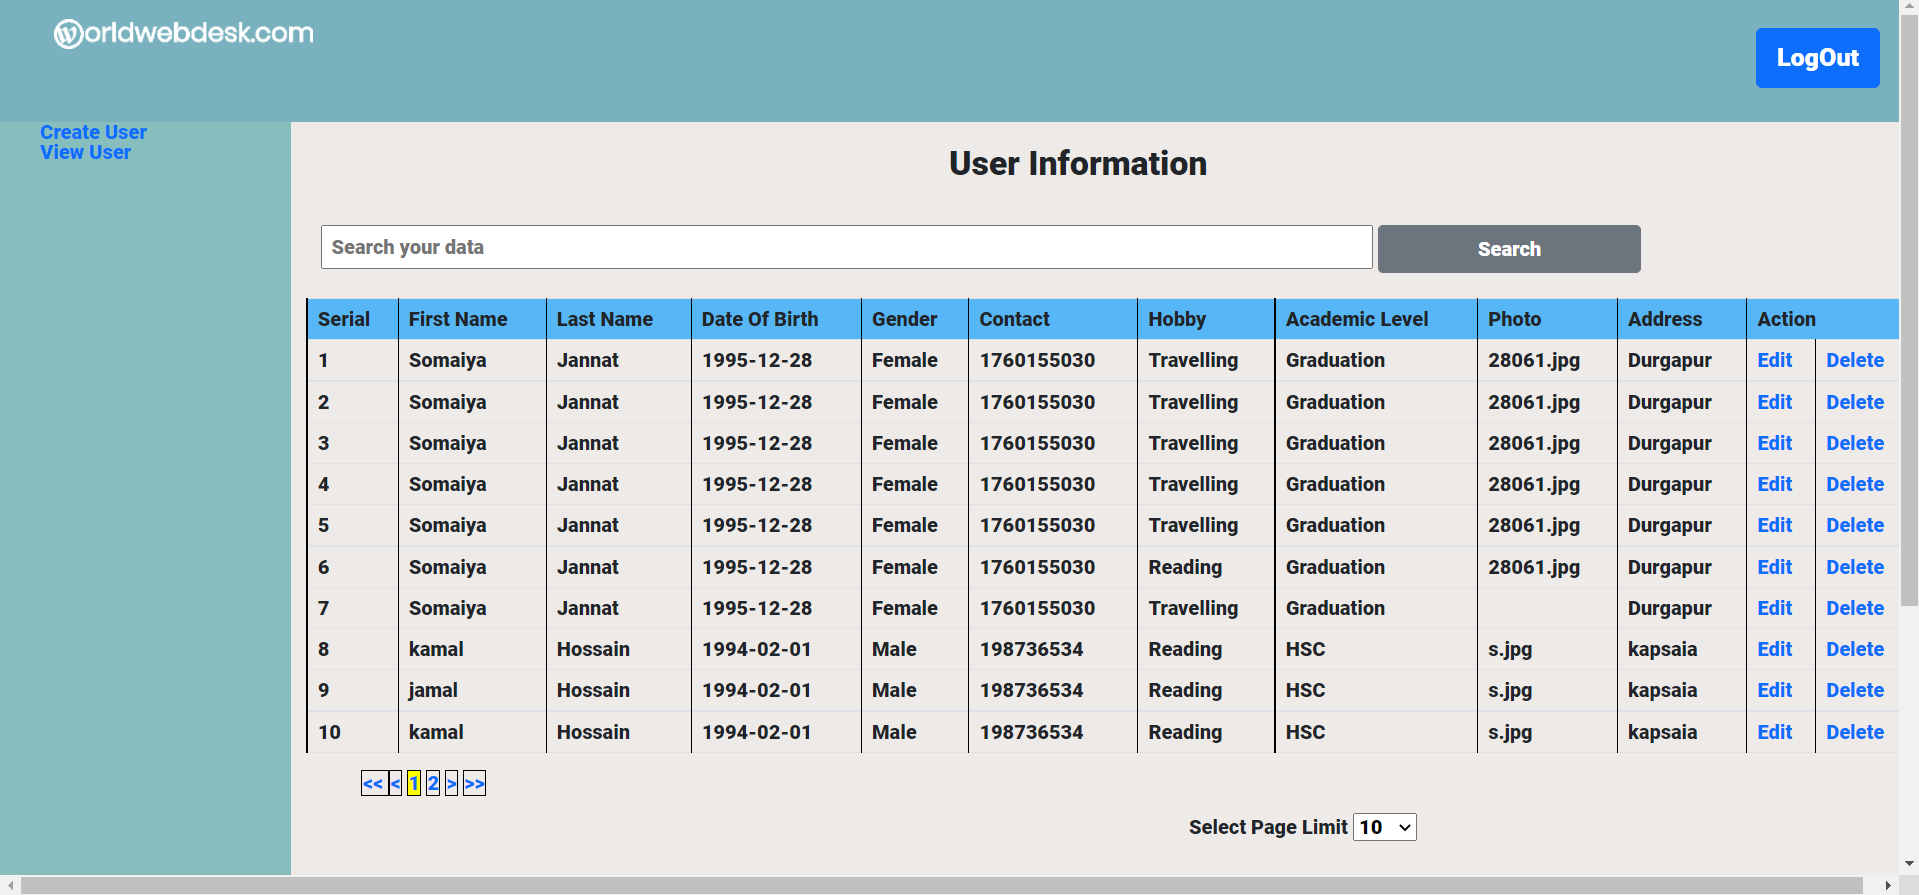 Worldwebdesk.com
LogOut
Create User
View User
User Information
Search your data Search
Serial First Name Last Name Date Of Birth Gender Contact Hobby Academic Level Photo Address Action
1 Somaiya Jannat 1995-12-28 Female 1760155030 Travelling Graduation 28061.jpg Durgapur Edit Delete
2 Somaiya Jannat 1995-12-28 Female 1760155030 Travelling Graduation 28061.jpg Durgapur Edit Delete
3 Somaiya Jannat 1995-12-28 Female 1760155030 Travelling Graduation 28061.jpg Durgapur Edit Delete
4 Somaiya Jannat 1995-12-28 Female 1760155030 Travelling Graduation 28061.jpg Durgapur Edit Delete
5 Somaiya Jannat 1995-12-28 Female 1760155030 Travelling Graduation 28061.jpg Durgapur Edit Delete
6 Somaiya Jannat 1995-12-28 Female 1760155030 Reading Graduation 28061.jpg Durgapur Edit Delete
7 Somaiya Jannat 1995-12-28 Female 1760155030 Travelling Graduation Durgapur Edit Delete
8 kamal Hossain 1994-02-01 Male 198736534 Reading HSC s.jpg kapsaia Edit Delete
9 jamal Hossain 1994-02-01 Male 198736534 Reading HSC s.jpg kapsaia Edit Delete
10 kamal Hossain 1994-02-01 Male 198736534 Reading HSC s.jpg kapsaia Edit Delete
<< < 1 2 > >>
Select Page Limit 10